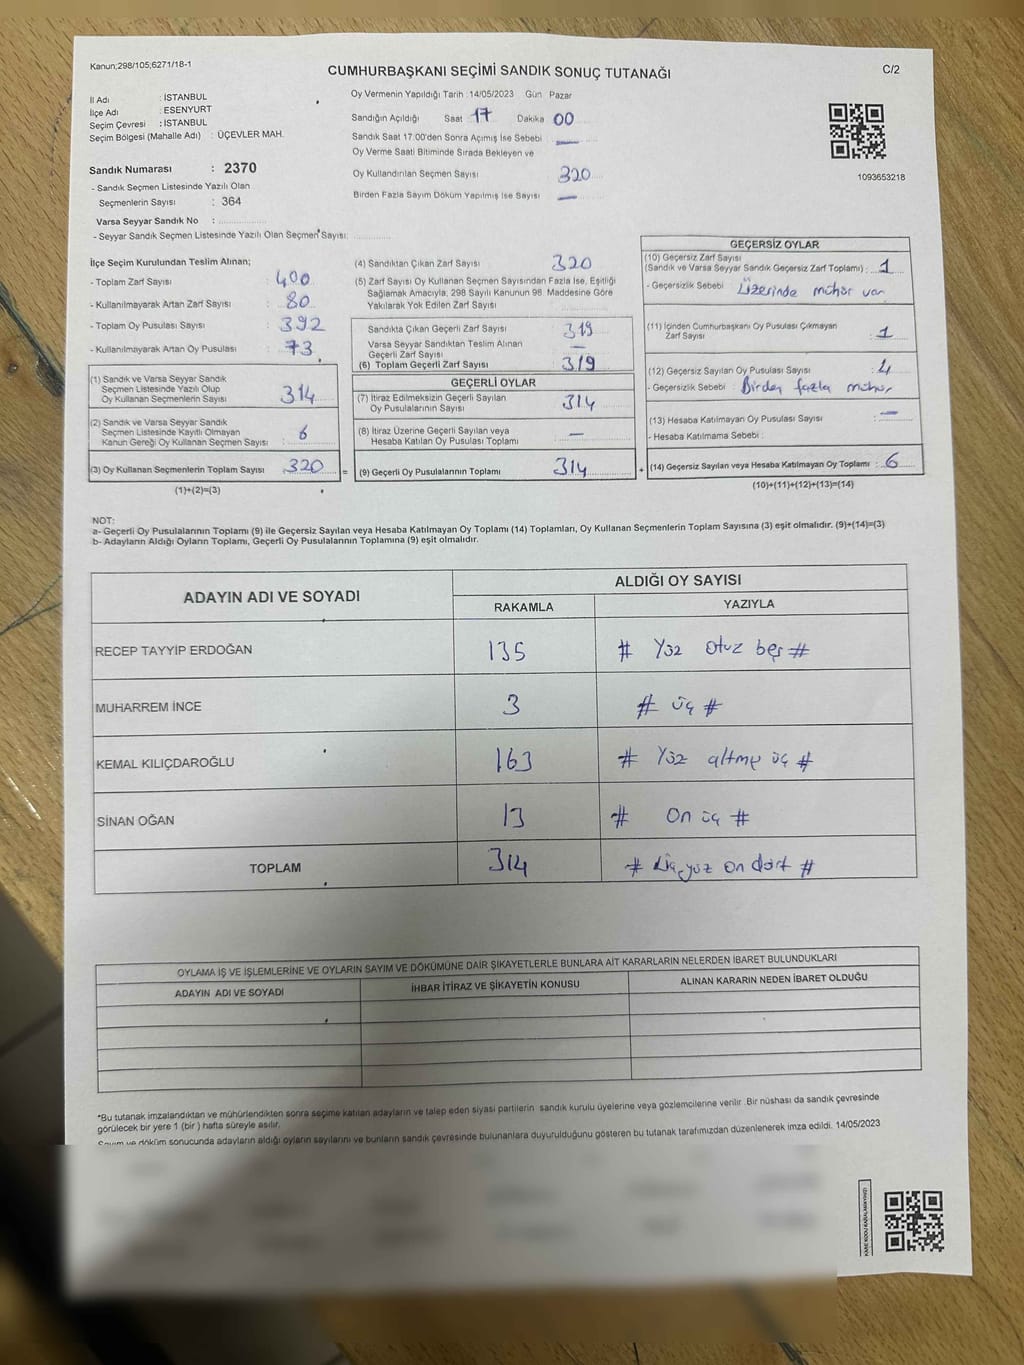 Kanun;298/105;6271/18-1
CUMHURBAŞKANI SEÇİMİ SANDIK SONUÇ TUTANAĞI
C/2
İl Adı : İSTANBUL
İlçe Adı : ESENYURT
Seçim Çevresi : İSTANBUL
Seçim Bölgesi (Mahalle Adı) : ÜÇEVLER MAH.
Sandık Numarası : 2370
- Sandık Seçmen Listesinde Yazılı Olan
Seçmenlerin Sayısı : 364
Varsa Seyyar Sandık No :
- Seyyar Sandık Seçmen Listesinde Yazılı Olan Seçmen Sayısı:
Oy Vermenin Yapıldığı Tarih :14/05/2023 Gün Pazar
Sandığın Açıldığı Saat 17 Dakika 00
Sandık Saat 17:00'den Sonra Açımış İse Sebebi —
Oy Verme Saati Bitiminde Sırada Bekleyen ve
Oy Kullandırılan Seçmen Sayısı 320
Birden Fazla Sayım Döküm Yapılmış İse Sayısı —
1093653218
İlçe Seçim Kurulundan Teslim Alınan;
- Toplam Zarf Sayısı : 400
- Kullanılmayarak Artan Zarf Sayısı : 80
- Toplam Oy Pusulası Sayısı : 392
- Kullanılmayarak Artan Oy Pusulası : 73
(1) Sandık ve Varsa Seyyar Sandık
Seçmen Listesinde Yazılı Olup
Oy Kullanan Seçmenlerin Sayısı : 314
(2) Sandık ve Varsa Seyyar Sandık
Seçmen Listesinde Kayıtlı Olmayan
Kanun Gereği Oy Kullanan Seçmen Sayısı : 6
(3) Oy Kullanan Seçmenlerin Toplam Sayısı : 320 =
(1)+(2)=(3)
(4) Sandıktan Çıkan Zarf Sayısı 320
(5) Zarf Sayısı Oy Kullanan Seçmen Sayısından Fazla İse, Eşitliği
Sağlamak Amacıyla, 298 Sayılı Kanunun 98. Maddesine Göre
Yakılarak Yok Edilen Zarf Sayısı
Sandıkta Çıkan Geçerli Zarf Sayısı 319
Varsa Seyyar Sandıktan Teslim Alınan
Geçerli Zarf Sayısı —
(6) Toplam Geçerli Zarf Sayısı 319
GEÇERLİ OYLAR
(7) İtiraz Edilmeksizin Geçerli Sayılan
Oy Pusulalarının Sayısı 314
(8) İtiraz Üzerine Geçerli Sayılan veya
Hesaba Katılan Oy Pusulası Toplamı —
(9) Geçerli Oy Pusulalarının Toplamı 314 +
GEÇERSİZ OYLAR
(10) Geçersiz Zarf Sayısı
(Sandık ve Varsa Seyyar Sandık Geçersiz Zarf Toplamı) : 1
- Geçersizlik Sebebi : Üzerinde mühür var
(11) İçinden Cumhurbaşkanı Oy Pusulası Çıkmayan
Zarf Sayısı : 1
(12) Geçersiz Sayılan Oy Pusulası Sayısı : 4
- Geçersizlik Sebebi : Birden fazla mühür
(13) Hesaba Katılmayan Oy Pusulası Sayısı : —
- Hesaba Katılmama Sebebi :
(14) Geçersiz Sayılan veya Hesaba Katılmayan Oy Toplamı : 6
(10)+(11)+(12)+(13)=(14)
NOT:
a- Geçerli Oy Pusulalarının Toplamı (9) ile Geçersiz Sayılan veya Hesaba Katılmayan Oy Toplamı (14) Toplamları, Oy Kullanan Seçmenlerin Toplam Sayısına (3) eşit olmalıdır. (9)+(14)=(3)
b- Adayların Aldığı Oyların Toplamı, Geçerli Oy Pusulalarının Toplamına (9) eşit olmalıdır.
ADAYIN ADI VE SOYADI
ALDIĞI OY SAYISI
RAKAMLA YAZIYLA
RECEP TAYYİP ERDOĞAN 135 # Yüz otuz beş #
MUHARREM İNCE 3 # üç #
KEMAL KILIÇDAROĞLU 163 # Yüz altmış üç #
SİNAN OĞAN 13 # On üç #
TOPLAM 314 # Üç yüz on dört #
OYLAMA İŞ VE İŞLEMLERİNE VE OYLARIN SAYIM VE DÖKÜMÜNE DAİR ŞİKAYETLERLE BUNLARA AİT KARARLARIN NELERDEN İBARET BULUNDUKLARI
ADAYIN ADI VE SOYADI İHBAR İTİRAZ VE ŞİKAYETİN KONUSU ALINAN KARARIN NEDEN İBARET OLDUĞU
*Bu tutanak imzalandıktan ve mühürlendikten sonra seçime katılan adayların ve talep eden siyasi partilerin sandık kurulu üyelerine veya gözlemcilerine verilir. Bir nüshası da sandık çevresinde
görülecek bir yere 1 (bir) hafta süreyle asılır.
Sayım ve döküm sonucunda adayların aldığı oyların sayılarını ve bunların sandık çevresinde bulunanlara duyurulduğunu gösteren bu tutanak tarafımızdan düzenlenerek imza edildi. 14/05/2023